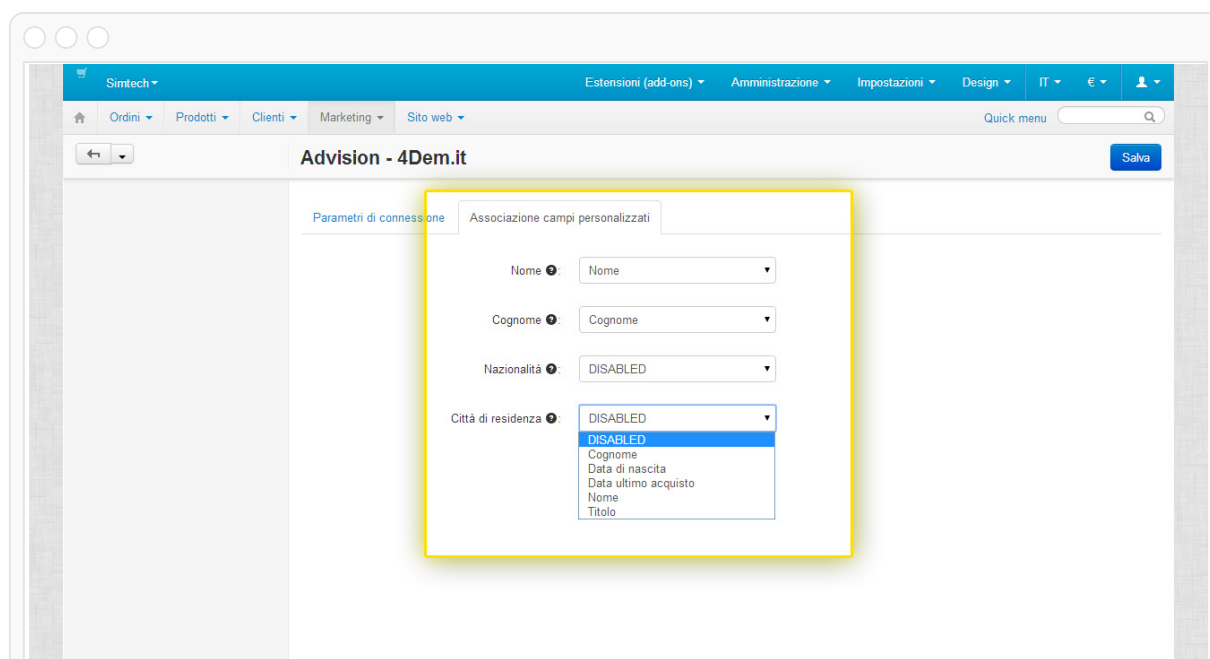 Simtech Estensioni (add-ons) Amministrazione Impostazioni Design IT €
Ordini Prodotti Clienti Marketing Sito web Quick menu
Advision - 4Dem.it Salva
Parametri di connessione Associazione campi personalizzati
Nome ?: Nome
Cognome ?: Cognome
Nazionalità ?: DISABLED
Città di residenza ?: DISABLED
DISABLED
Cognome
Data di nascita
Data ultimo acquisto
Nome
Titolo